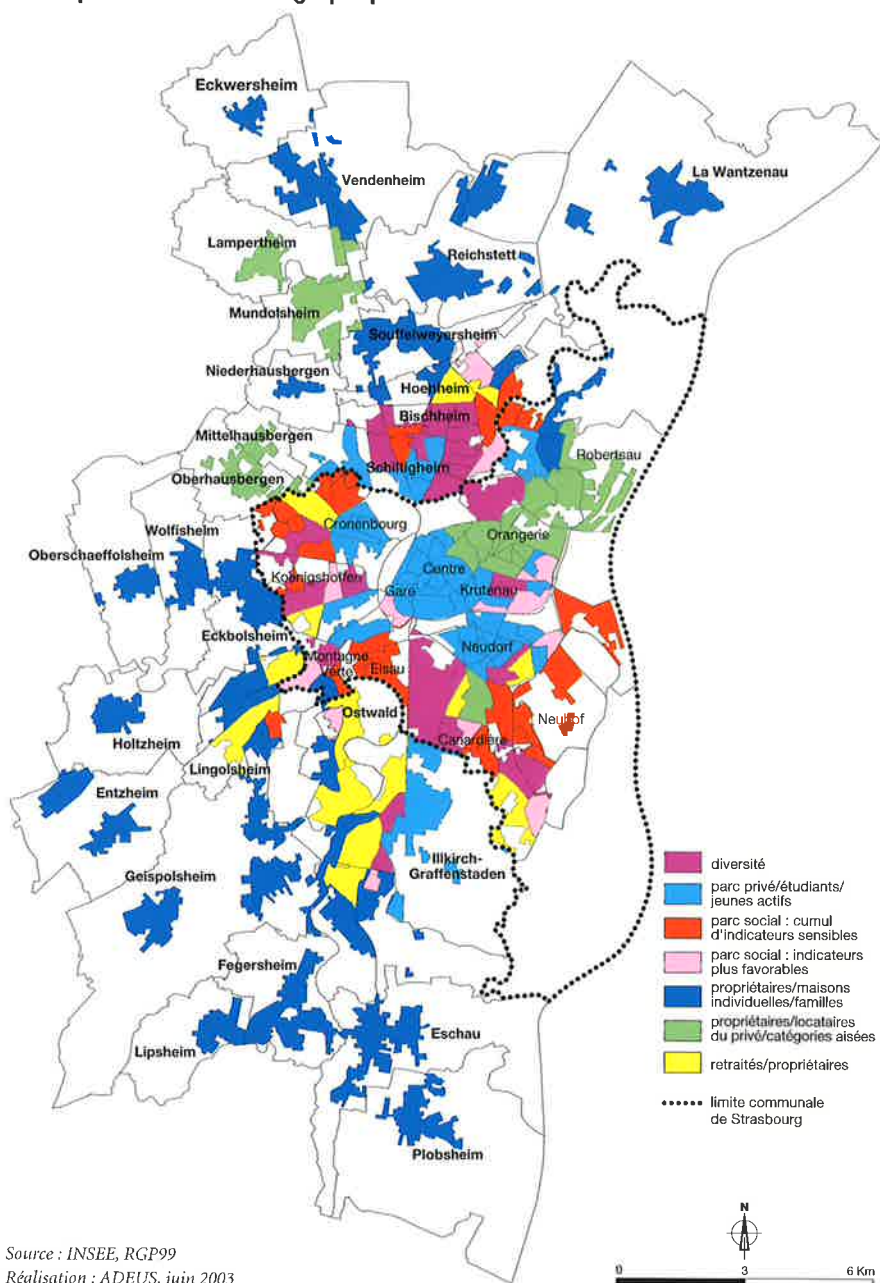 Eckwersheim
Vendenheim
La Wantzenau
Lampertheim
Reichstett
Mundolsheim
Souffelweyersheim
Niederhausbergen
Hoenheim
Bischheim
Mittelhausbergen
Robertsau
Schiltigheim
Oberhausbergen
Cronenbourg
Wolfisheim
Orangerie
Oberschaeffolsheim
Centre
Koenigshoffen
Gare
Krutenau
Eckbolsheim
Neudorf
Montagne
Verte
Elsau
Ostwald
Neuhof
Holtzheim
Canardière
Lingolsheim
Entzheim
Illkirch-
Graffenstaden
Geispolsheim
Fegersheim
Eschau
Lipsheim
Plobsheim
diversité
parc privé/étudiants/
jeunes actifs
parc social : cumul
d'indicateurs sensibles
parc social : indicateurs
plus favorables
propriétaires/maisons
individuelles/familles
propriétaires/locataires
du privé/catégories aisées
retraités/propriétaires
limite communale
de Strasbourg
N
0 3 6 Km
Source : INSEE, RGP99
Réalisation : ADEUS, juin 2003